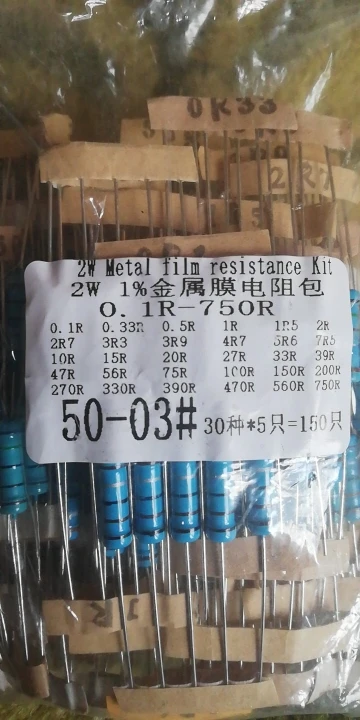 0R33
2R7
2W Metal film resistance Kit
2W 1%金属膜电阻包
0.1R-750R
0.1R 0.33R 0.5R 1R 1R5 2R
2R7 3R3 3R9 4R7 5R6 7R5
10R 15R 20R 27R 33R 39R
47R 56R 75R 100R 150R 200R
270R 330R 390R 470R 560R 750R
50-03# 30种*5只=150只
1R